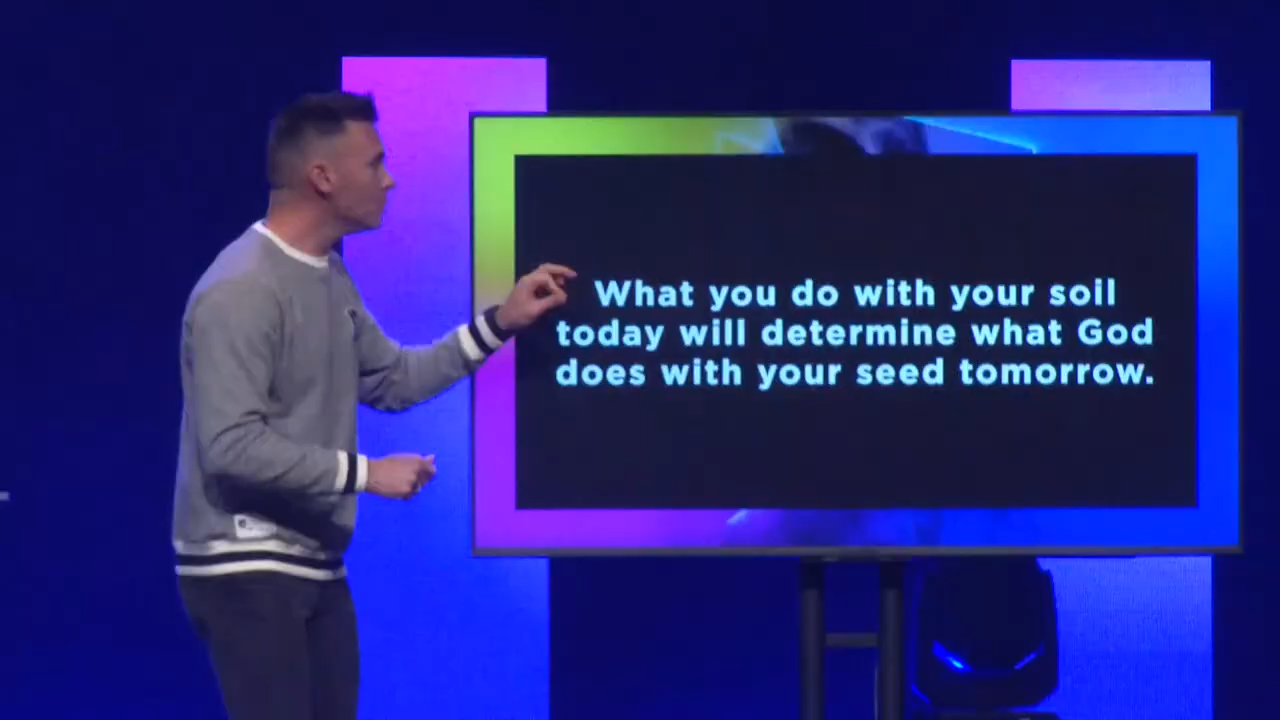 What you do with your soil
today will determine what God
does with your seed tomorrow.